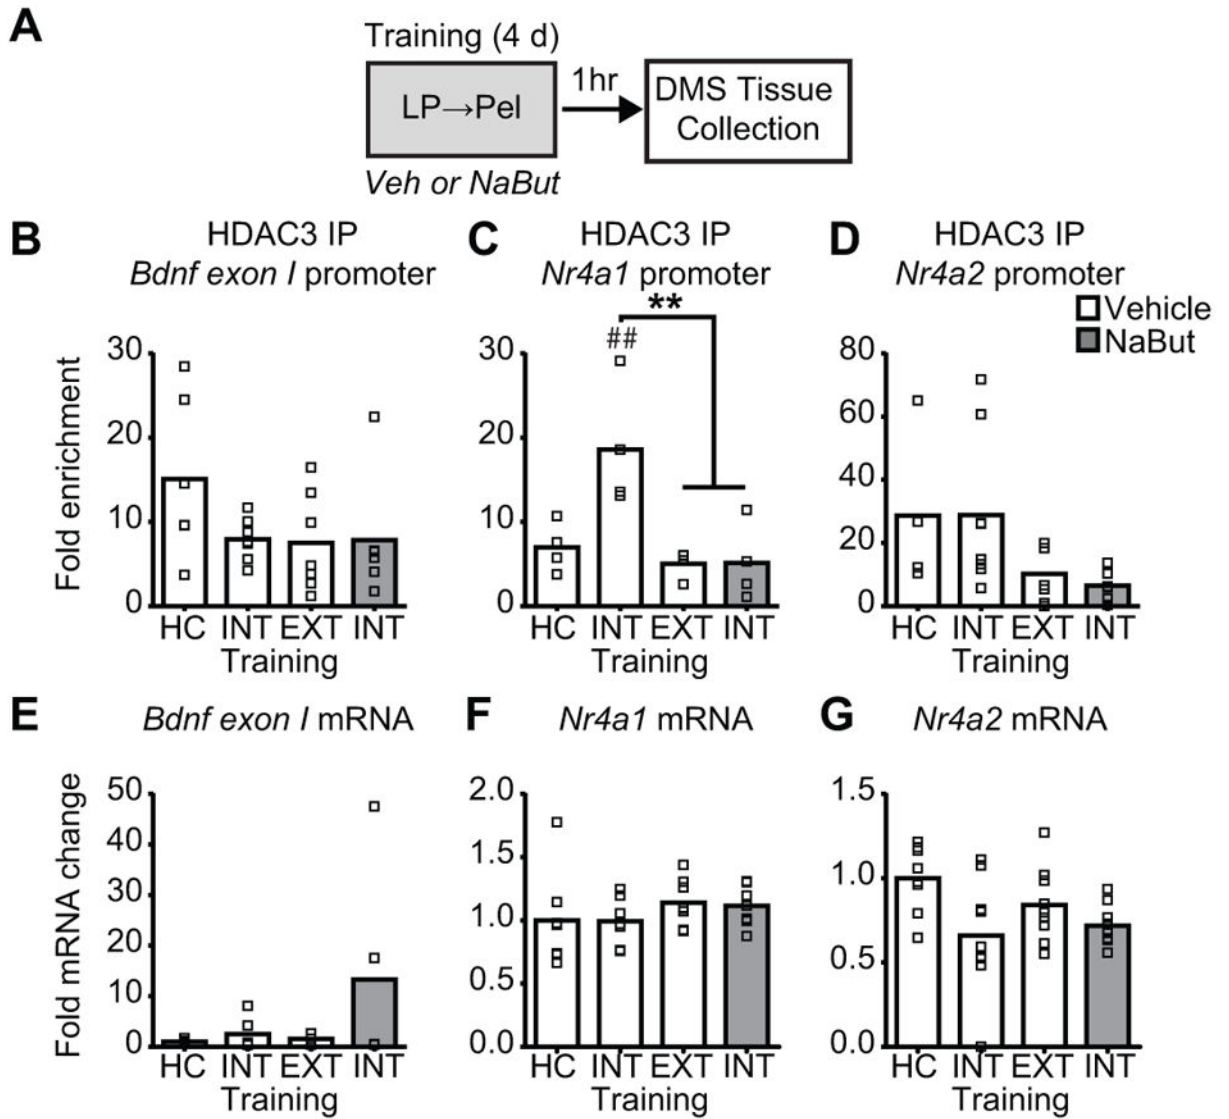 A
Training (4 d)
LP→Pel
1hr
DMS Tissue
Collection
Veh or NaBut
B
HDAC3 IP
Bdnf exon I promoter
C
HDAC3 IP
Nr4a1 promoter
D
HDAC3 IP
Nr4a2 promoter
Vehicle
NaBut
Fold enrichment
30
20
10
0
HC INT EXT INT
Training
**
##
30
20
10
0
HC INT EXT INT
Training
80
60
40
20
0
HC INT EXT INT
Training
E
Bdnf exon I mRNA
F
Nr4a1 mRNA
G
Nr4a2 mRNA
Fold mRNA change
50
40
30
20
10
0
HC INT EXT INT
Training
2.0
1.5
1.0
0.5
0.0
HC INT EXT INT
Training
1.5
1.0
0.5
0.0
HC INT EXT INT
Training